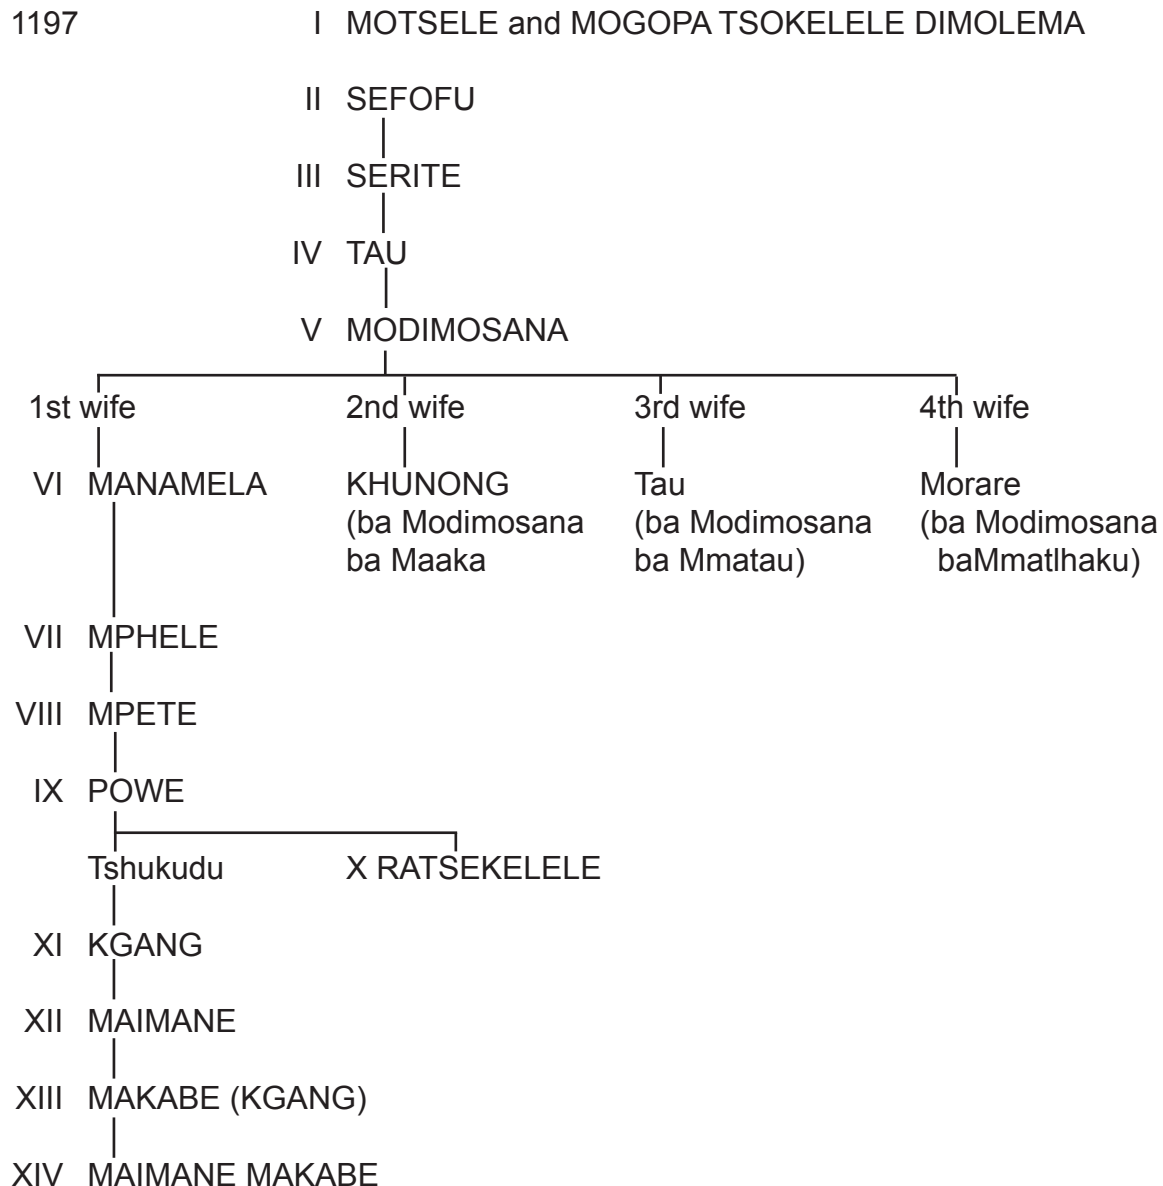 1197 I MOTSELE and MOGOPA TSOKELELE DIMOLEMA
II SEFOFU
III SERITE
IV TAU
V MODIMOSANA
1st wife 2nd wife 3rd wife 4th wife
VI MANAMELA KHUNONG Tau Morare
(ba Modimosana (ba Modimosana (ba Modimosana
ba Maaka ba Mmatau) baMmatlhaku)
VII MPHELE
VIII MPETE
IX POWE
Tshukudu X RATSEKELELE
XI KGANG
XII MAIMANE
XIII MAKABE (KGANG)
XIV MAIMANE MAKABE